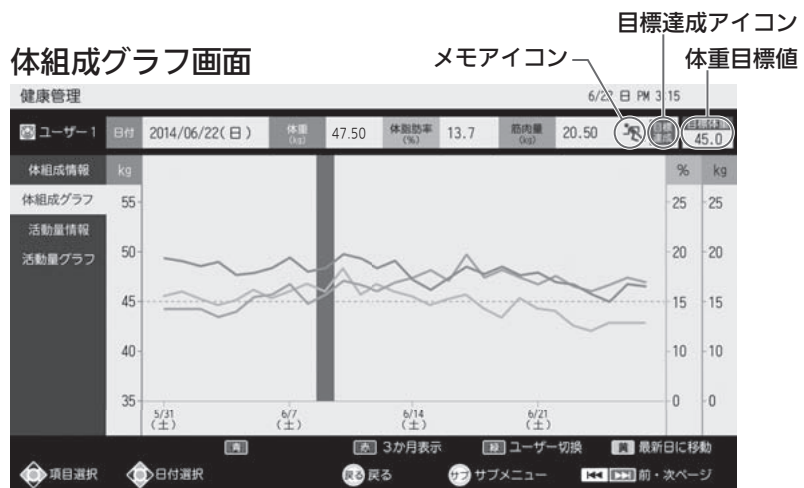 目標達成アイコン
体組成グラフ画面 メモアイコン 体重目標値
健康管理 6/22 日 PM 3:15
ユーザー1 日付 2014/06/22(日) 体重(kg) 47.50 体脂肪率(%) 13.7 筋肉量(kg) 20.50 目標達成 目標体重 45.0
体組成情報 kg % kg
体組成グラフ 55 25 25
活動量情報
活動量グラフ 50 20 20
45 15 15
40 10 10
35 0 0
5/31 6/7 6/14 6/21
(土) (土) (土) (土)
青 赤 3か月表示 緑 ユーザー切換 黄 最新日に移動
項目選択 日付選択 戻る 戻る サブ サブメニュー 前・次ページ